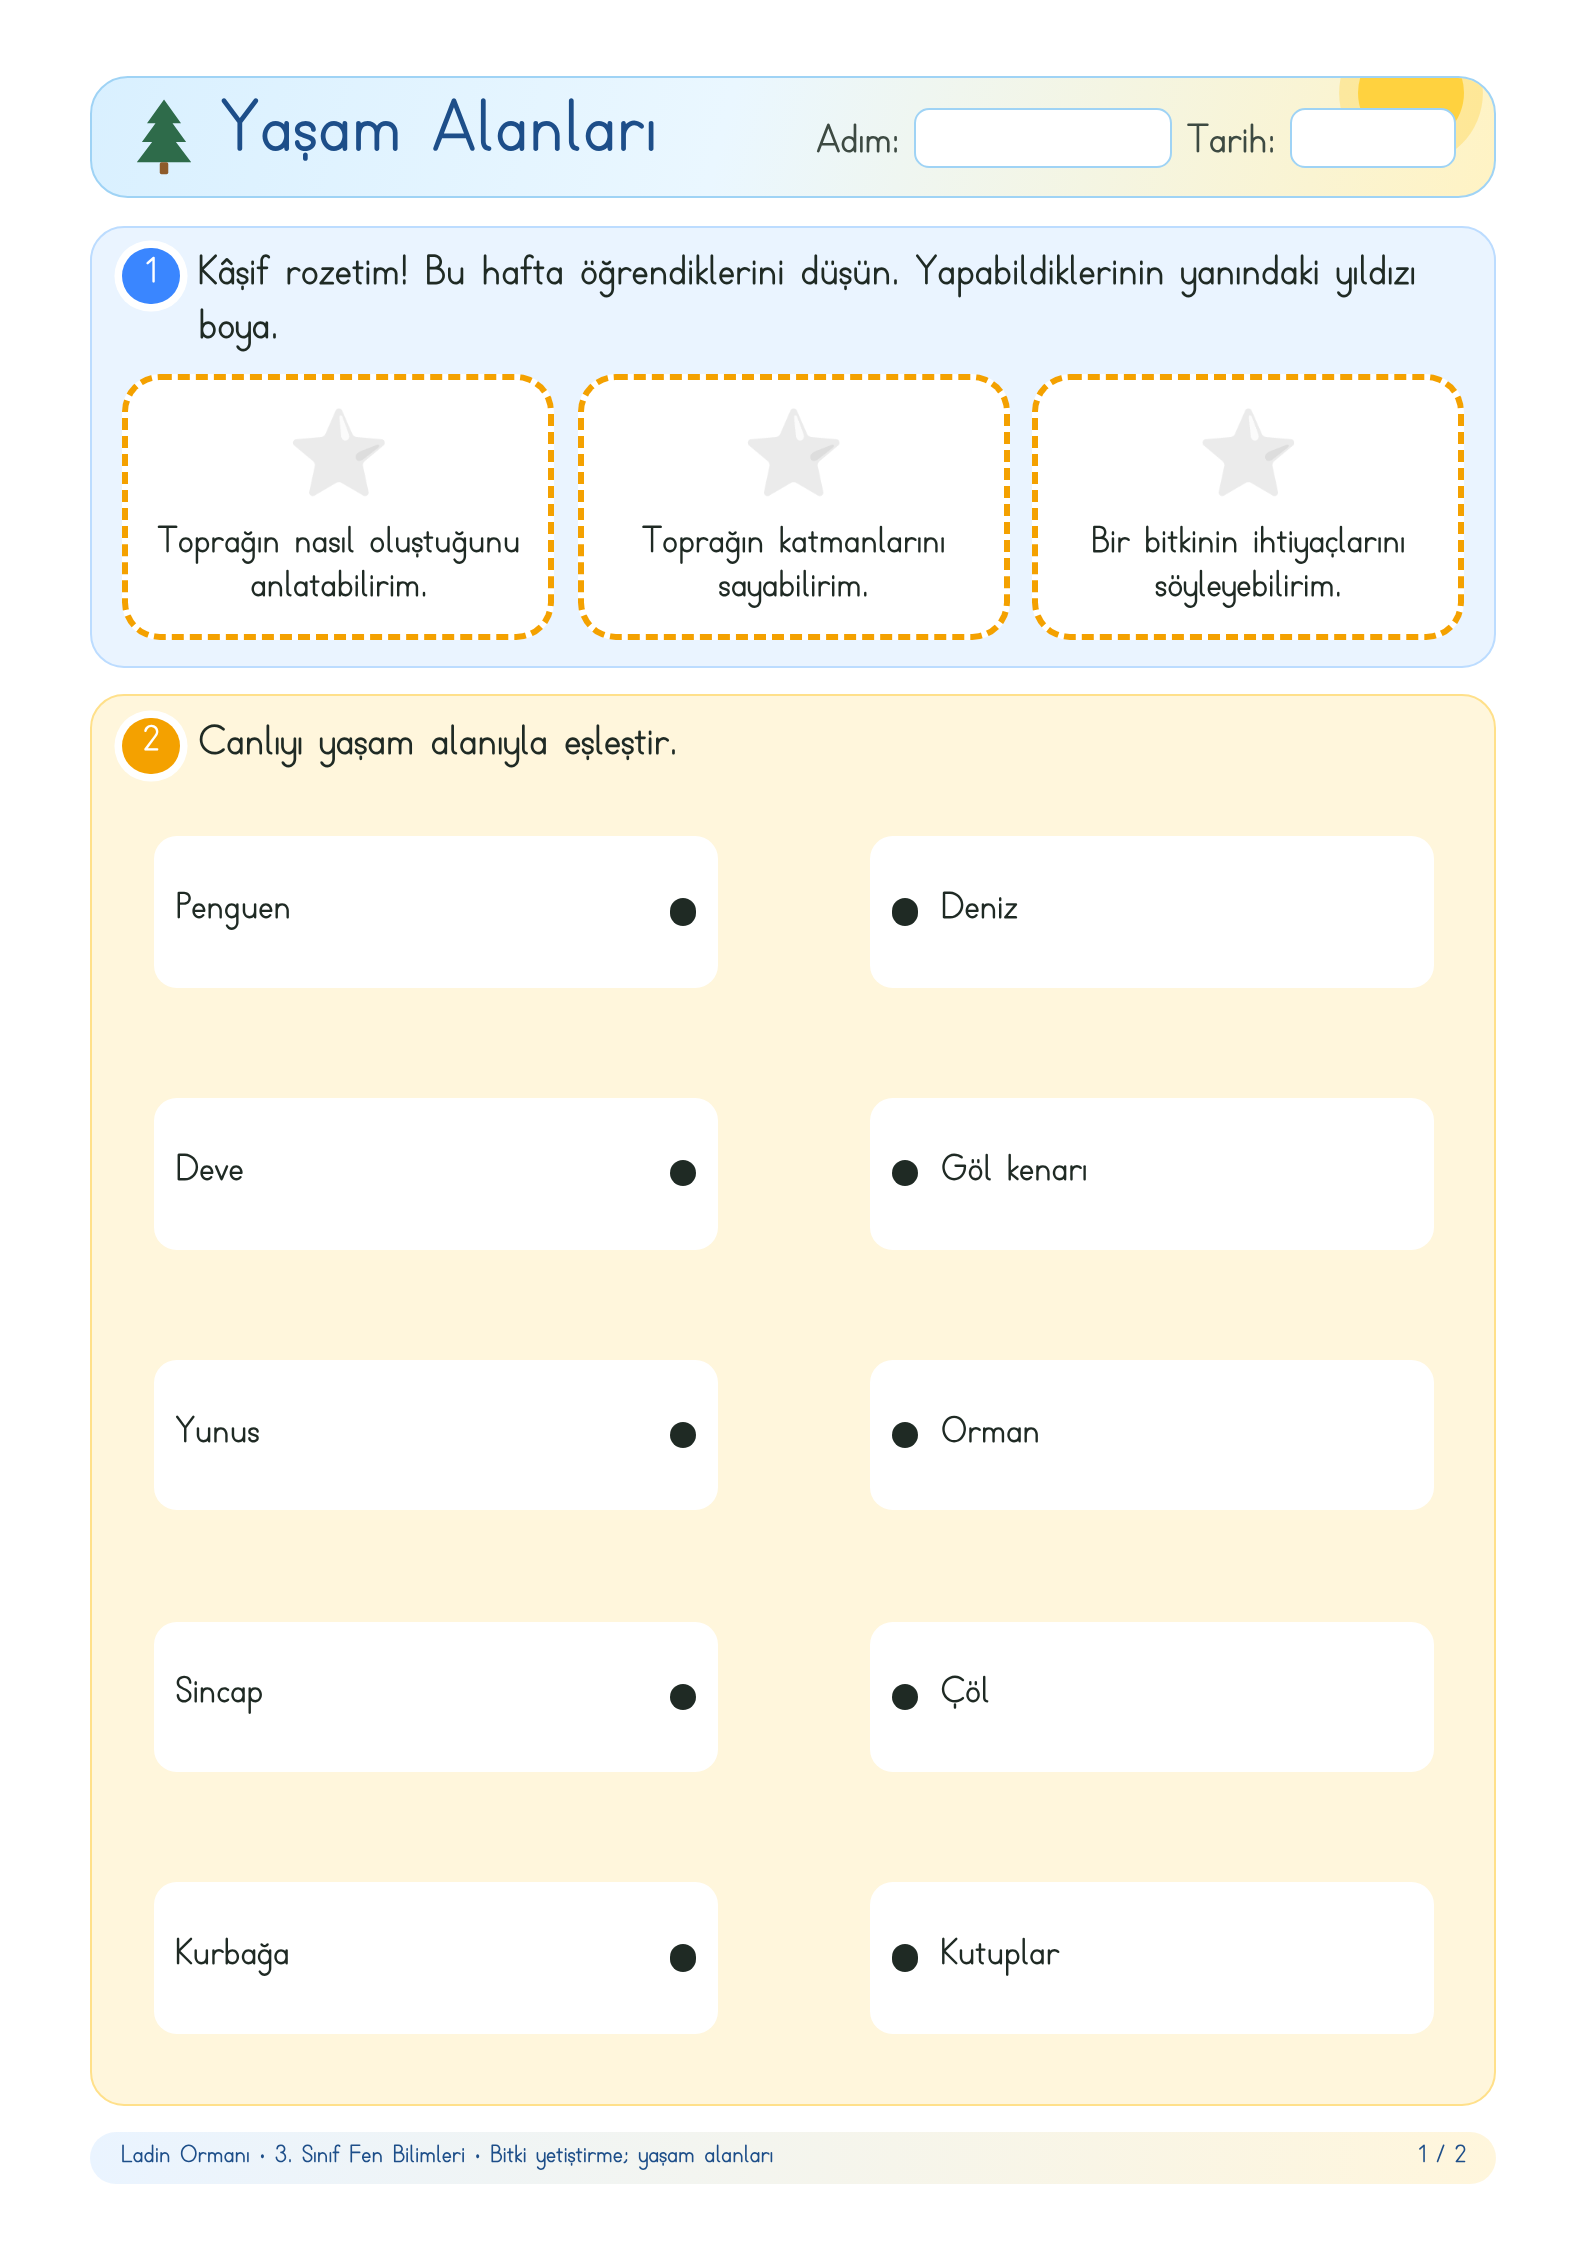 Yaşam Alanları
Adım:
Tarih:
1
Kâşif rozetim! Bu hafta öğrendiklerini düşün. Yapabildiklerinin yanındaki yıldızı
boya.
Toprağın nasıl oluştuğunu
anlatabilirim.
Toprağın katmanlarını
sayabilirim.
Bir bitkinin ihtiyaçlarını
söyleyebilirim.
2
Canlıyı yaşam alanıyla eşleştir.
Penguen
Deniz
Deve
Göl kenarı
Yunus
Orman
Sincap
Çöl
Kurbağa
Kutuplar
Ladin Ormanı • 3. Sınıf Fen Bilimleri • Bitki yetiştirme; yaşam alanları
1 / 2